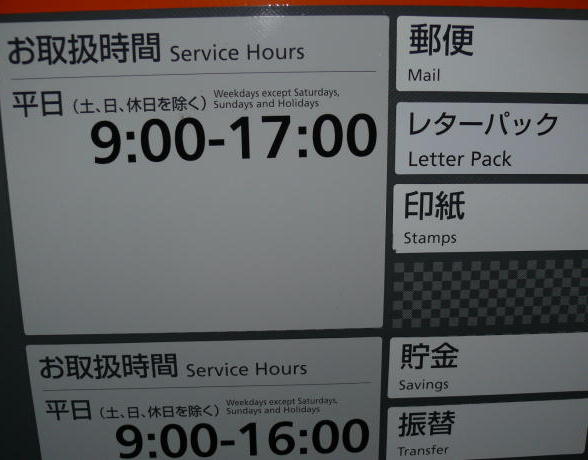 お取扱時間 Service Hours
平日（土、日、休日を除く） Weekdays except Saturdays,
Sundays and Holidays
9:00-17:00
郵便
Mail
レターパック
Letter Pack
印紙
Stamps
お取扱時間 Service Hours
平日（土、日、休日を除く） Weekdays except Saturdays,
Sundays and Holidays
9:00-16:00
貯金
Savings
振替
Transfer